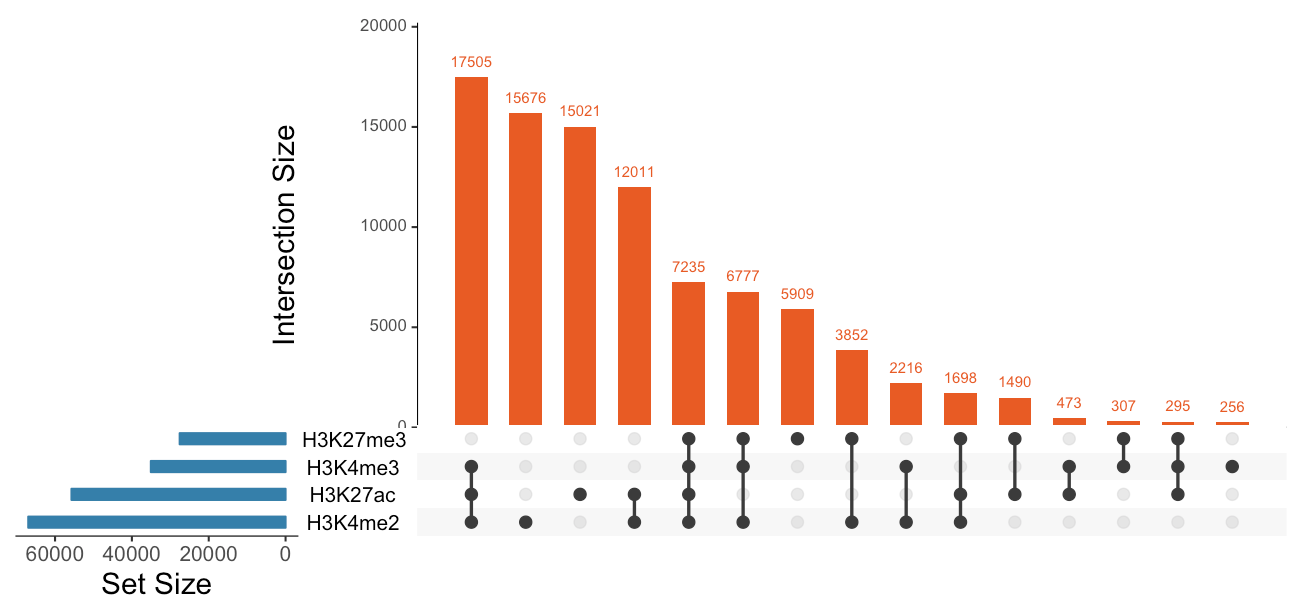 20000
15000
10000
5000
0
Intersection Size
17505
15676
15021
12011
7235
6777
5909
3852
2216
1698
1490
473
307
295
256
H3K27me3
H3K4me3
H3K27ac
H3K4me2
60000 40000 20000 0
Set Size